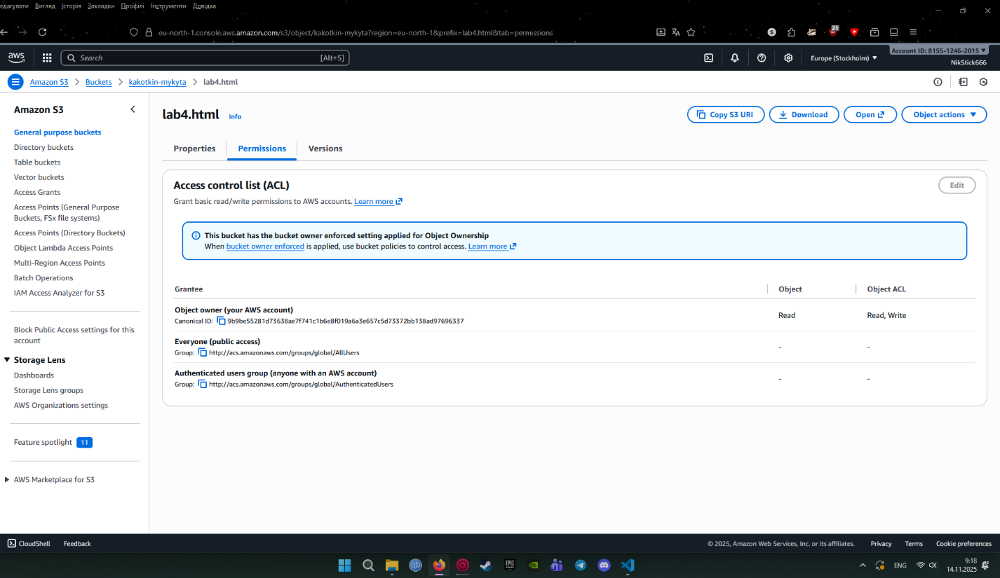 едагувати Вигляд Історія Закладки Профілі Інструменти Довідка
eu-north-1.console.aws.amazon.com/s3/object/kakotkin-mykyta?region=eu-north-1&prefix=lab4.html&tab=permissions
21
aws
Search [Alt+S]
Europe (Stockholm)
Account ID: 8155-1246-2015
NikStick666
Amazon S3 Buckets kakotkin-mykyta lab4.html
Amazon S3
General purpose buckets
Directory buckets
Table buckets
Vector buckets
Access Grants
Access Points (General Purpose
Buckets, FSx file systems)
Access Points (Directory Buckets)
Object Lambda Access Points
Multi-Region Access Points
Batch Operations
IAM Access Analyzer for S3
Block Public Access settings for this
account
Storage Lens
Dashboards
Storage Lens groups
AWS Organizations settings
Feature spotlight 11
AWS Marketplace for S3
lab4.html Info
Copy S3 URI Download Open Object actions
Properties Permissions Versions
Access control list (ACL)
Edit
Grant basic read/write permissions to AWS accounts. Learn more
This bucket has the bucket owner enforced setting applied for Object Ownership
When bucket owner enforced is applied, use bucket policies to control access. Learn more
Grantee Object Object ACL
Object owner (your AWS account)
Canonical ID: 9b9be55281d73638ae7f741c1b6e8f019a6a3e657c5d73372bb138ad97696337
Read Read, Write
Everyone (public access)
Group: http://acs.amazonaws.com/groups/global/AllUsers
- -
Authenticated users group (anyone with an AWS account)
Group: http://acs.amazonaws.com/groups/global/AuthenticatedUsers
- -
CloudShell Feedback
© 2025, Amazon Web Services, Inc. or its affiliates. Privacy Terms Cookie preferences
qb
EPIC GAMES
ENG
9:18
14.11.2025